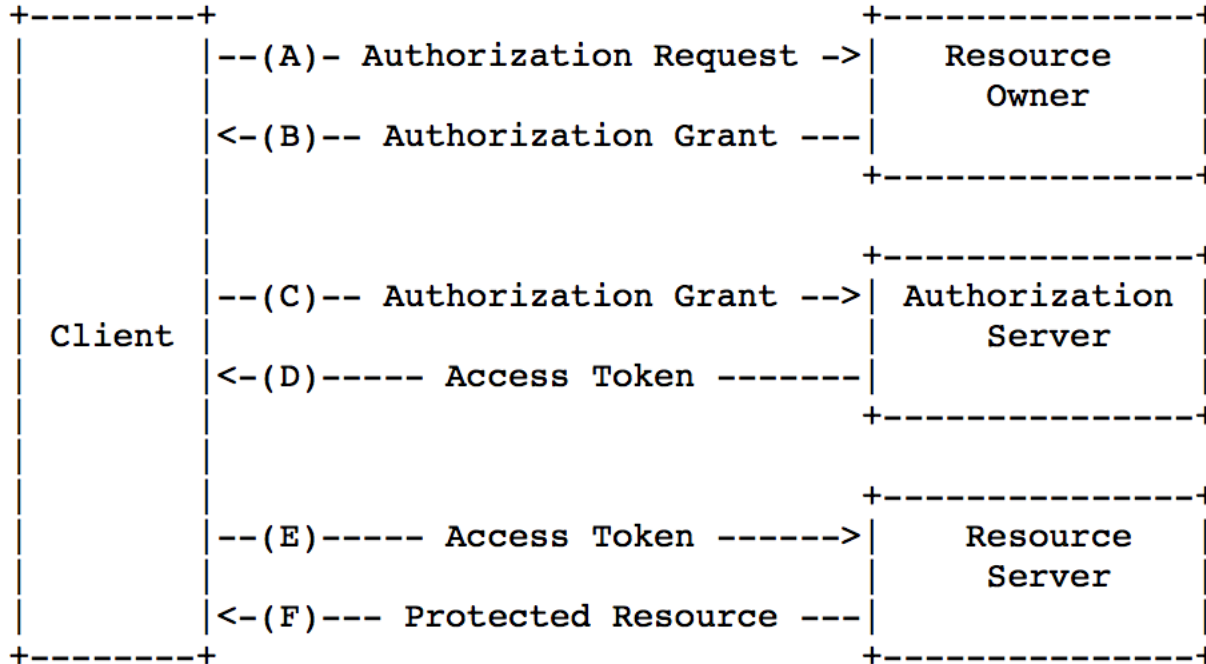 +--------+                               +---------------+
|        |--(A)- Authorization Request ->|   Resource    |
|        |                               |     Owner     |
|        |<-(B)-- Authorization Grant ---|               |
|        |                               +---------------+
|        |
|        |                               +---------------+
|        |--(C)-- Authorization Grant -->| Authorization |
| Client |                               |     Server    |
|        |<-(D)----- Access Token -------|               |
|        |                               +---------------+
|        |
|        |                               +---------------+
|        |--(E)----- Access Token ------>|    Resource   |
|        |                               |     Server    |
|        |<-(F)--- Protected Resource ---|               |
+--------+                               +---------------+